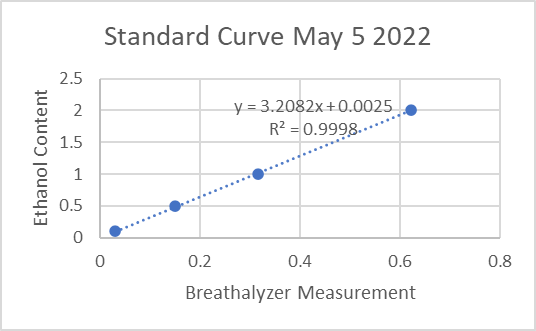 Standard Curve May 5 2022
2.5
y = 3.2082x + 0.0025
R² = 0.9998
2
1.5
1
0.5
0
Ethanol Content
0 0.2 0.4 0.6 0.8
Breathalyzer Measurement